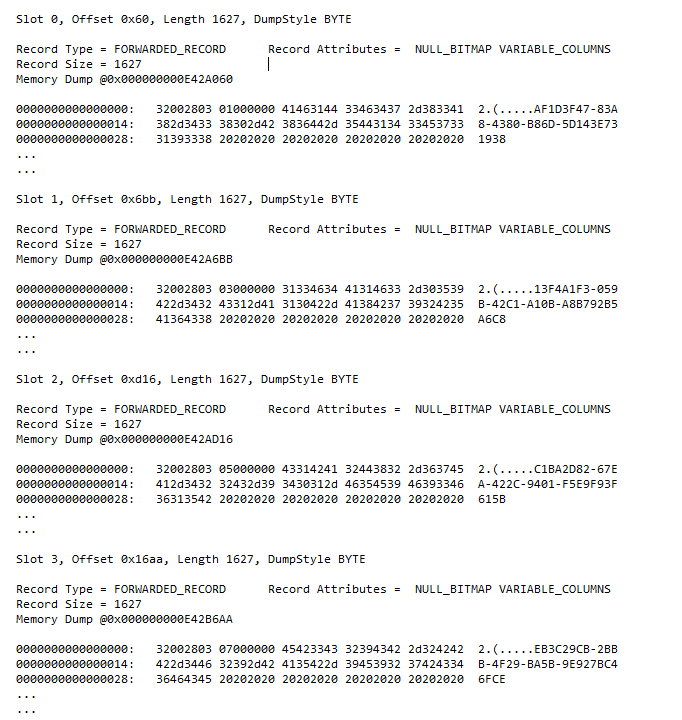 Slot 0, Offset 0x60, Length 1627, DumpStyle BYTE
Record Type = FORWARDED_RECORD      Record Attributes =  NULL_BITMAP VARIABLE_COLUMNS
Record Size = 1627
Memory Dump @0x000000000E42A060
0000000000000000:   32002803 01000000 41463144 33463437 2d383341   2.(.....AF1D3F47-83A
0000000000000014:   382d3433 38302d42 3836442d 35443134 33453733   8-4380-B86D-5D143E73
0000000000000028:   31393338 20202020 20202020 20202020 20202020   1938
...
...
Slot 1, Offset 0x6bb, Length 1627, DumpStyle BYTE
Record Type = FORWARDED_RECORD      Record Attributes =  NULL_BITMAP VARIABLE_COLUMNS
Record Size = 1627
Memory Dump @0x000000000E42A6BB
0000000000000000:   32002803 03000000 31334634 41314633 2d303539   2.(.....13F4A1F3-059
0000000000000014:   422d3432 43312d41 3130422d 41384237 39324235   B-42C1-A10B-A8B792B5
0000000000000028:   41364338 20202020 20202020 20202020 20202020   A6C8
...
...
Slot 2, Offset 0xd16, Length 1627, DumpStyle BYTE
Record Type = FORWARDED_RECORD      Record Attributes =  NULL_BITMAP VARIABLE_COLUMNS
Record Size = 1627
Memory Dump @0x000000000E42AD16
0000000000000000:   32002803 05000000 43314241 32443832 2d363745   2.(.....C1BA2D82-67E
0000000000000014:   412d3432 32432d39 3430312d 46354539 46393346   A-422C-9401-F5E9F93F
0000000000000028:   36313542 20202020 20202020 20202020 20202020   615B
...
...
Slot 3, Offset 0x16aa, Length 1627, DumpStyle BYTE
Record Type = FORWARDED_RECORD      Record Attributes =  NULL_BITMAP VARIABLE_COLUMNS
Record Size = 1627
Memory Dump @0x000000000E42B6AA
0000000000000000:   32002803 07000000 45423343 32394342 2d324242   2.(.....EB3C29CB-2BB
0000000000000014:   422d3446 32392d42 4135422d 39453932 37424334   B-4F29-BA5B-9E927BC4
0000000000000028:   36464345 20202020 20202020 20202020 20202020   6FCE
...
...